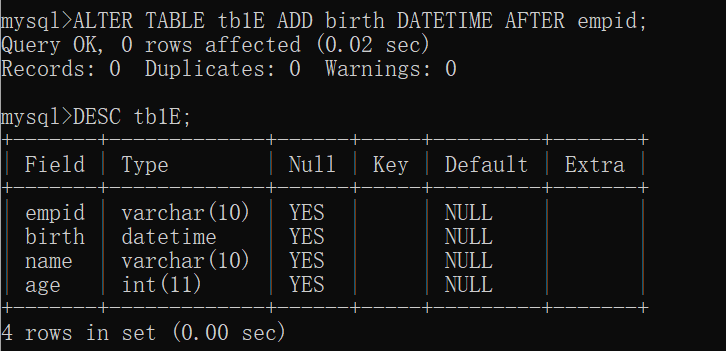 mysql>ALTER TABLE tb1E ADD birth DATETIME AFTER empid;
Query OK, 0 rows affected (0.02 sec)
Records: 0  Duplicates: 0  Warnings: 0
mysql>DESC tb1E;
+-------+-------------+------+-----+---------+-------+
| Field | Type        | Null | Key | Default | Extra |
+-------+-------------+------+-----+---------+-------+
| empid | varchar(10) | YES  |     | NULL    |       |
| birth | datetime    | YES  |     | NULL    |       |
| name  | varchar(10) | YES  |     | NULL    |       |
| age   | int(11)     | YES  |     | NULL    |       |
+-------+-------------+------+-----+---------+-------+
4 rows in set (0.00 sec)